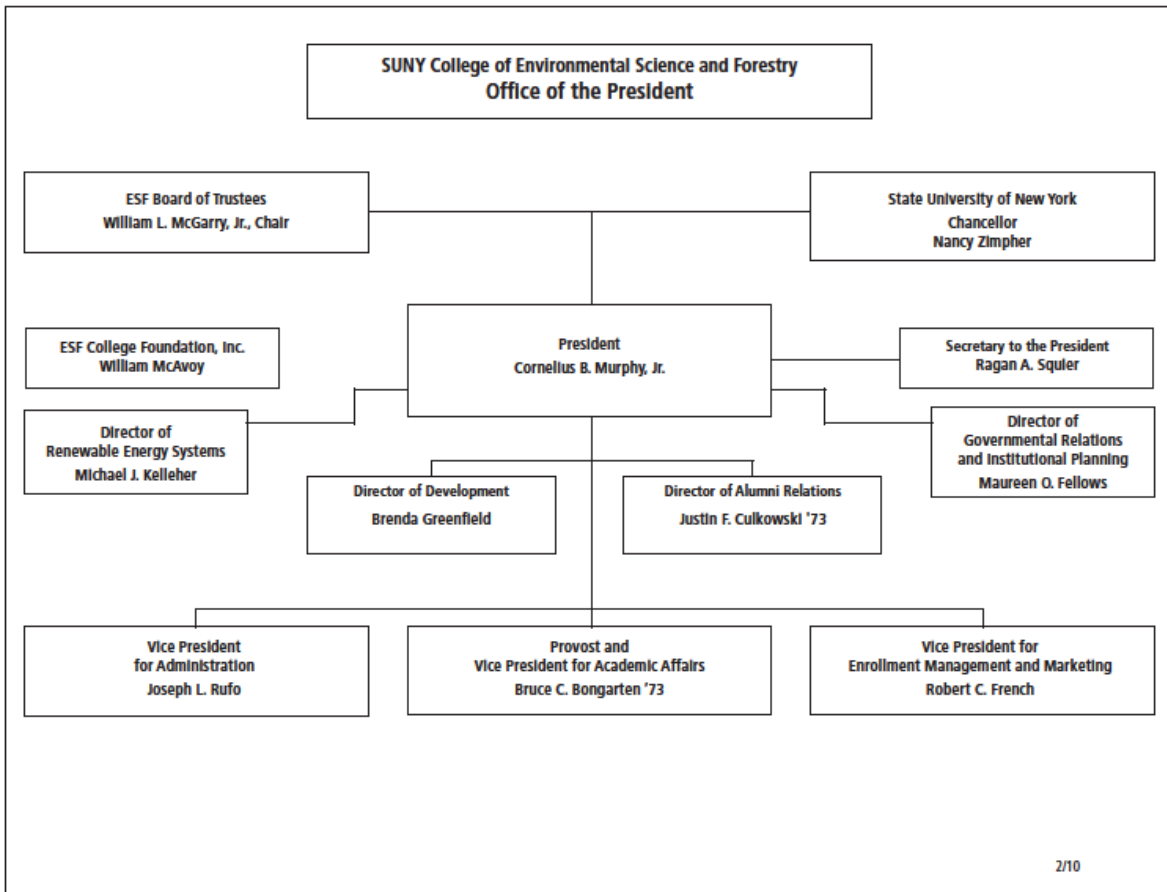 SUNY College of Environmental Science and Forestry
Office of the President
ESF Board of Trustees
William L. McGarry, Jr., Chair
State University of New York
Chancellor
Nancy Zimpher
President
Cornelius B. Murphy, Jr.
ESF College Foundation, Inc.
William McAvoy
Secretary to the President
Ragan A. Squier
Director of
Renewable Energy Systems
Michael J. Kelleher
Director of
Governmental Relations
and Institutional Planning
Maureen O. Fellows
Director of Development
Brenda Greenfield
Director of Alumni Relations
Justin F. Culkowski '73
Vice President
for Administration
Joseph L. Rufo
Provost and
Vice President for Academic Affairs
Bruce C. Bongarten '73
Vice President for
Enrollment Management and Marketing
Robert C. French
2/10